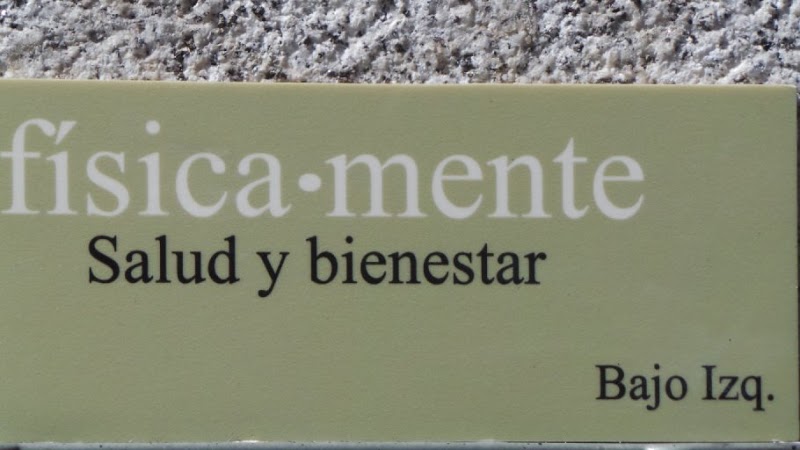 física·mente
Salud y bienestar
Bajo Izq.